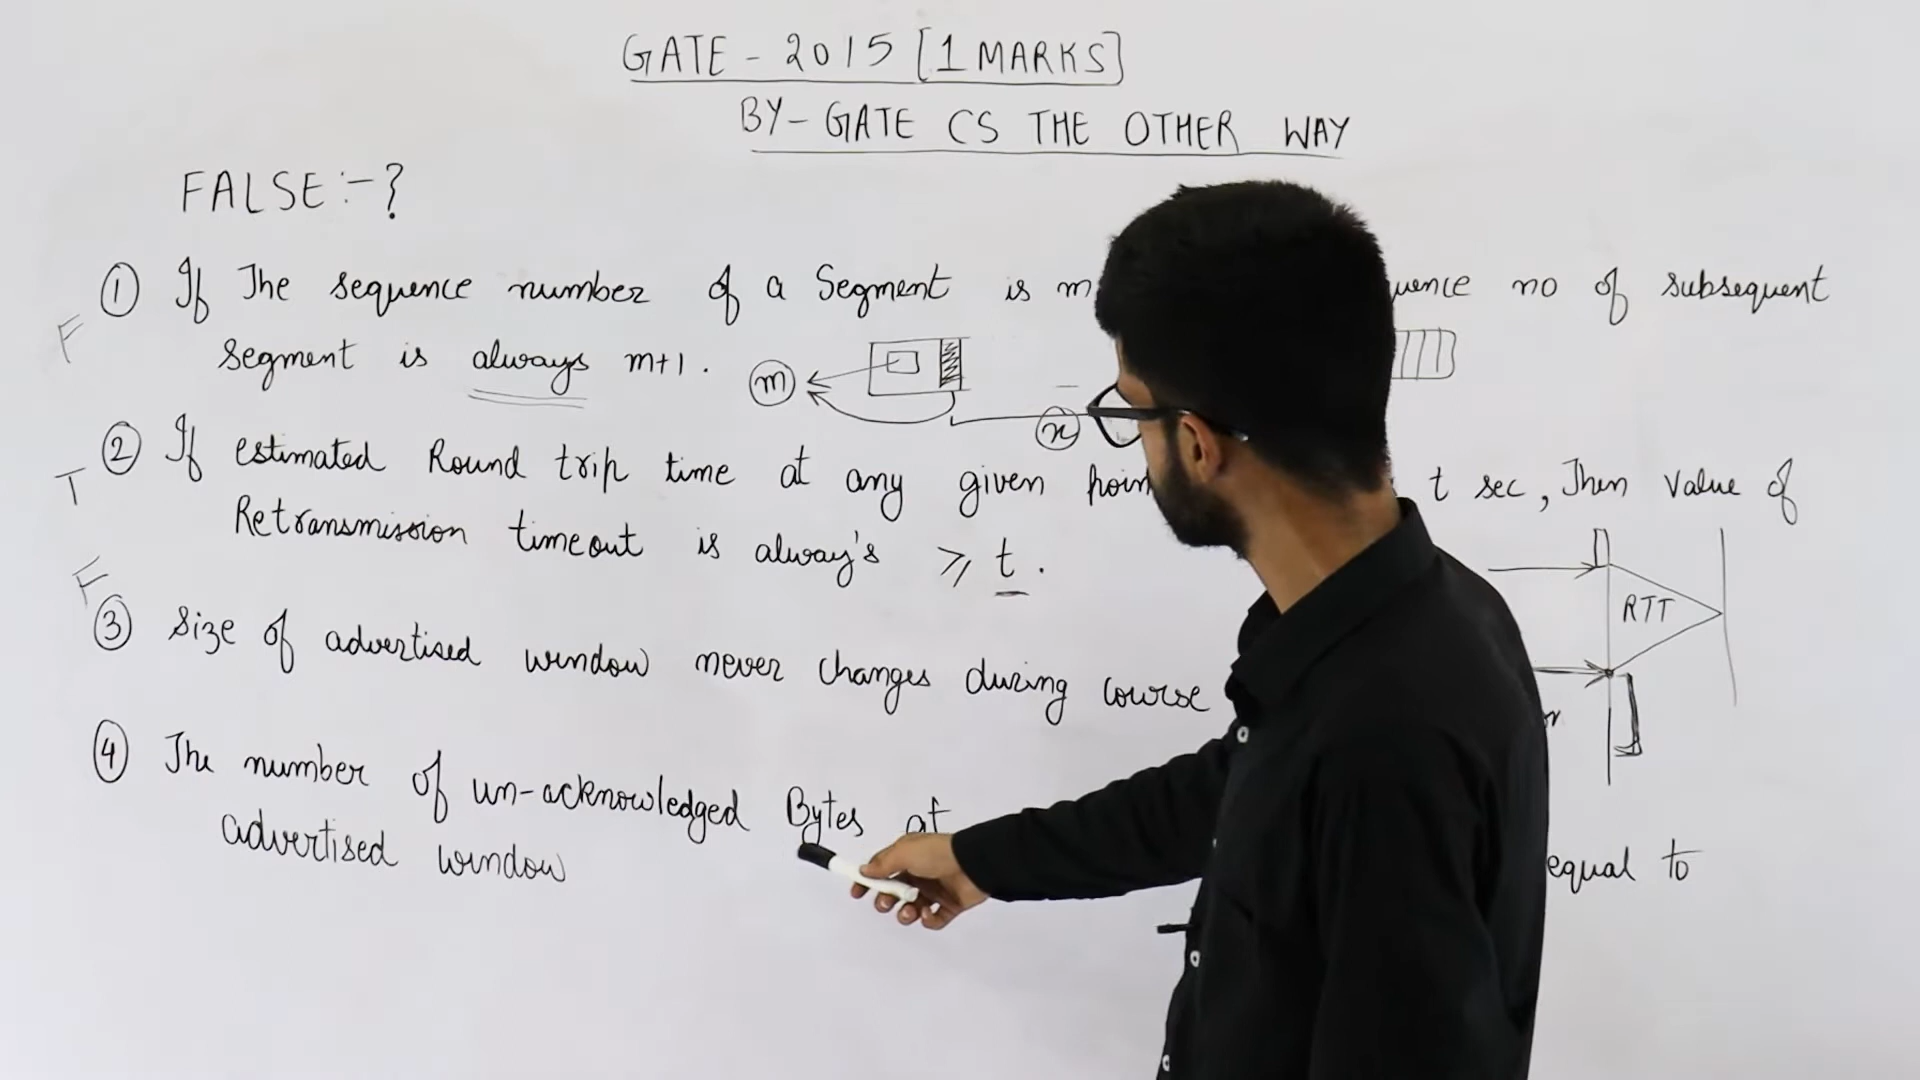 GATE - 2015 [1 MARKS]
BY- GATE CS THE OTHER WAY
FALSE:-?
① If The sequence number of a Segment is m no of subsequent
F
Segment is always m+1.
m
n
② If estimated Round trip time at any given t sec, Then value of
T
Retransmission timeout is alway's ≥ t.
RTT
F
③ Size of advertised window never changes during course
④ The number of un-acknowledged Bytes at equal to
advertised window